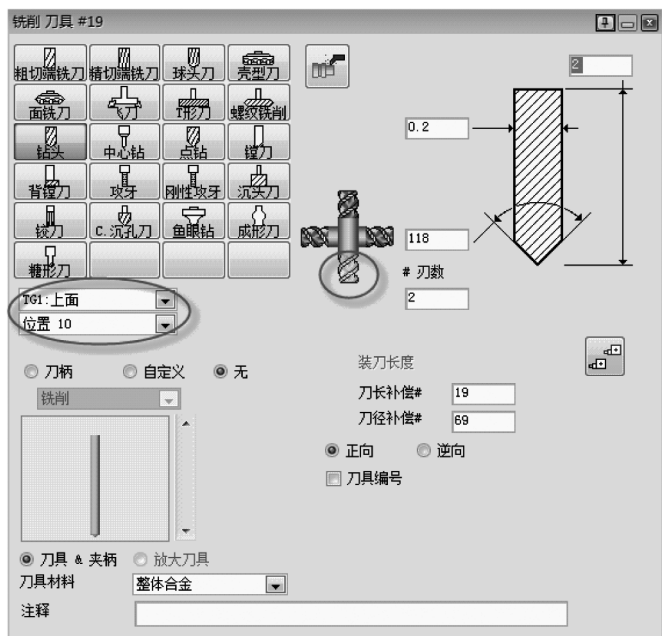 铣削 刀具 #19
粗切端铣刀 精切端铣刀 球头刀 壳型刀
面铣刀 飞刀 T形刀 螺纹铣削
钻头 中心钻 点钻 镗刀
背镗刀 攻牙 刚性攻牙 沉头刀
铰刀 C.沉孔刀 鱼眼钻 成形刀
糖形刀
2
0.2
118
# 刃数
2
TG1:上面
位置 10
刀柄 自定义 无
铣削
装刀长度
刀长补偿# 19
刀径补偿# 69
正向 逆向
刀具编号
刀具 & 夹柄 放大刀具
刀具材料 整体合金
注释